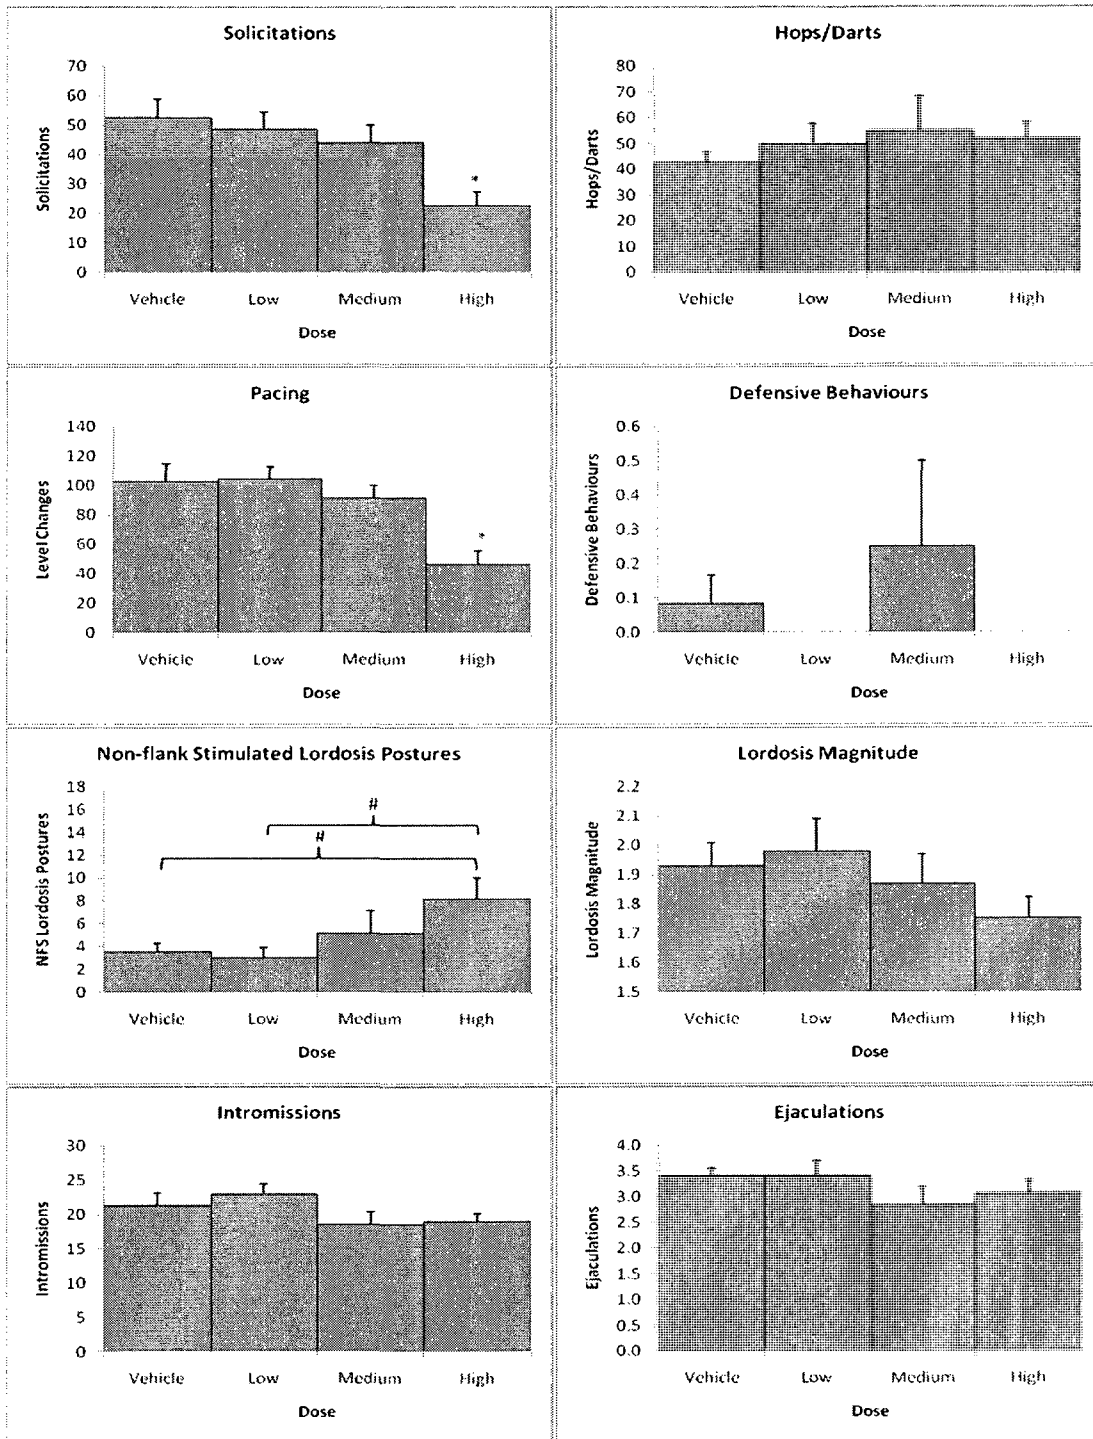 Solicitations
Solicitations
70
60
50
40
30
20
10
0
*
Vehicle Low Medium High
Dose
Hops/Darts
Hops/Darts
80
70
60
50
40
30
20
10
0
Vehicle Low Medium High
Dose
Pacing
Level Changes
140
120
100
80
60
40
20
0
*
Vehicle Low Medium High
Dose
Defensive Behaviours
Defensive Behaviours
0.6
0.5
0.4
0.3
0.2
0.1
0.0
Vehicle Low Medium High
Dose
Non-flank Stimulated Lordosis Postures
NFS Lordosis Postures
18
16
14
12
10
8
6
4
2
0
#
#
Vehicle Low Medium High
Dose
Lordosis Magnitude
Lordosis Magnitude
2.2
2.1
2.0
1.9
1.8
1.7
1.6
1.5
Vehicle Low Medium High
Dose
Intromissions
Intromissions
30
25
20
15
10
5
0
Vehicle Low Medium High
Dose
Ejaculations
Ejaculations
4.0
3.5
3.0
2.5
2.0
1.5
1.0
0.5
0.0
Vehicle Low Medium High
Dose